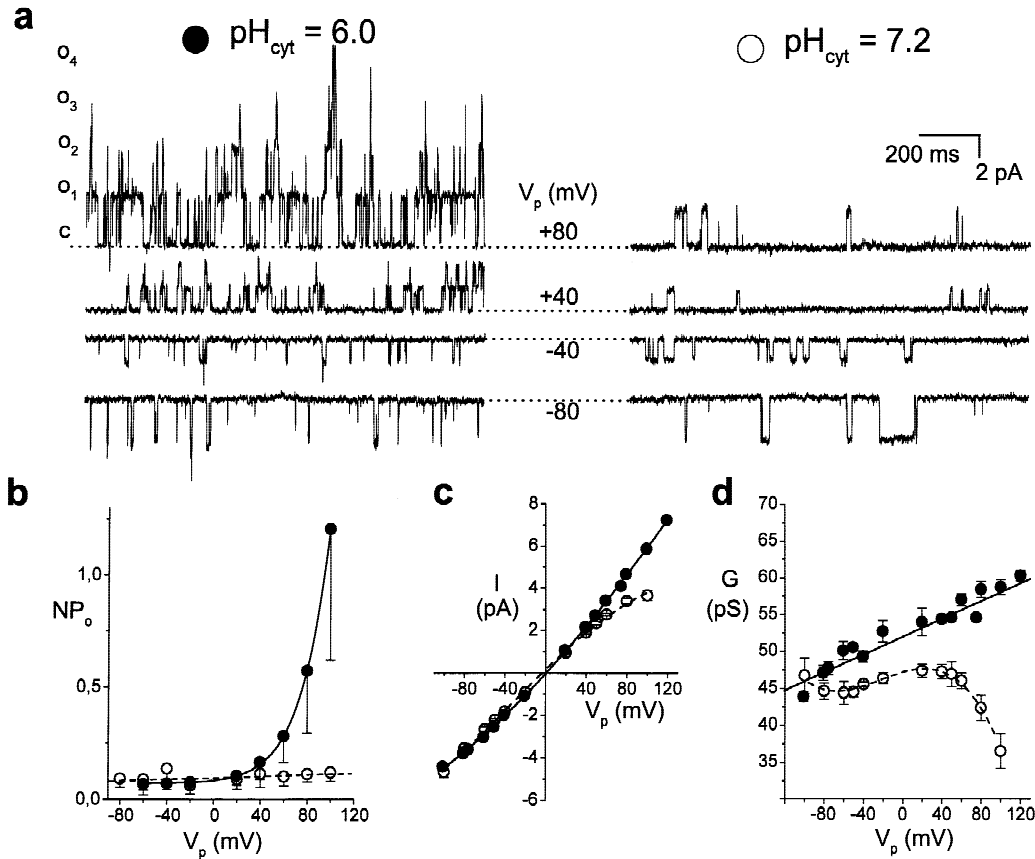 a
pHcyt = 6.0
pHcyt = 7.2
O4
O3
O2
O1
C
200 ms
2 pA
Vp (mV)
+80
+40
-40
-80
b
NPo
1,0
0,5
0,0
-80 -40 0 40 80 120
Vp (mV)
c
I
(pA)
8
6
4
2
-2
-4
-6
-80 -40 40 80 120
Vp (mV)
d
G
(pS)
70
65
60
55
50
45
40
35
-80 -40 0 40 80 120
Vp (mV)